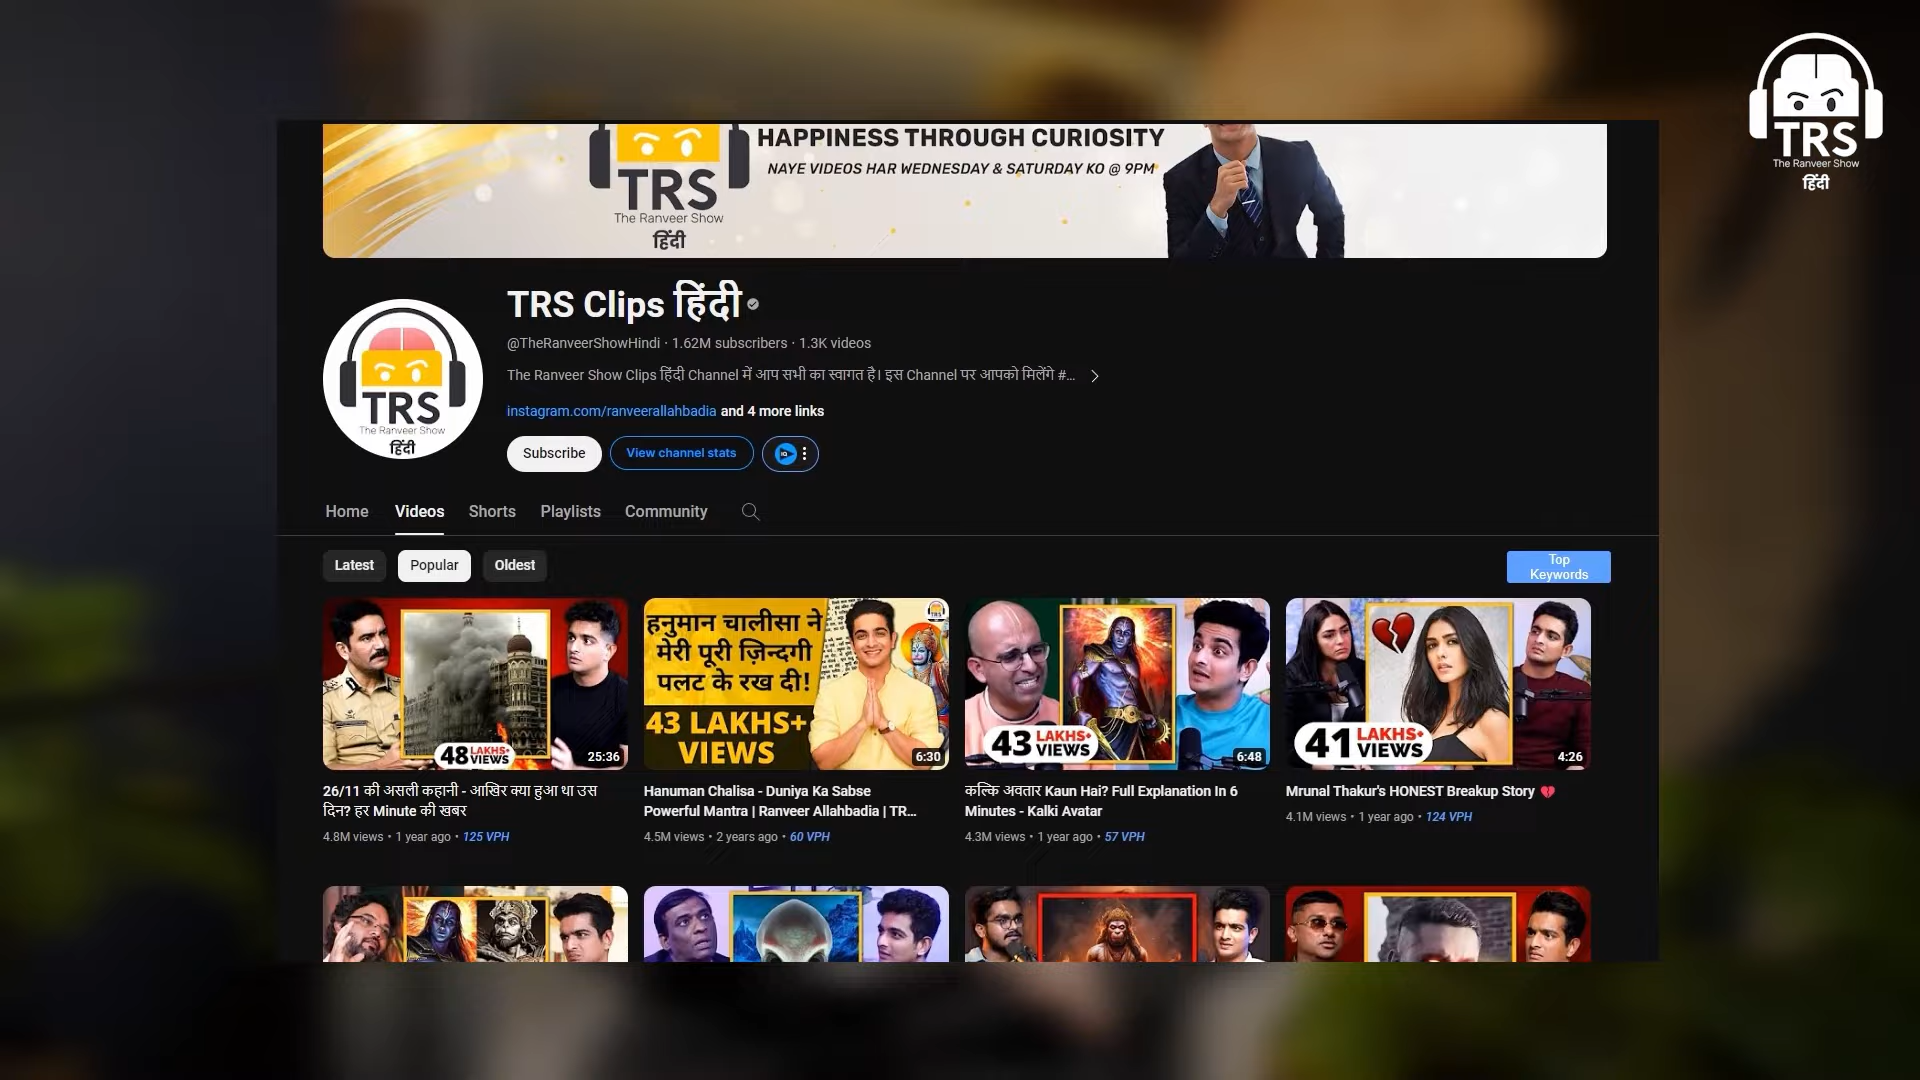 TRS
The Ranveer Show
हिंदी
HAPPINESS THROUGH CURIOSITY
NAYE VIDEOS HAR WEDNESDAY & SATURDAY KO @ 9PM
TRS
The Ranveer Show
हिंदी
TRS Clips हिंदी
@TheRanveerShowHindi · 1.62M subscribers · 1.3K videos
The Ranveer Show Clips हिंदी Channel में आप सभी का स्वागत है। इस Channel पर आपको मिलेंगे #...
instagram.com/ranveerallahbadia and 4 more links
TRS
The Ranveer Show
हिंदी
Subscribe
View channel stats
Home Videos Shorts Playlists Community
Latest Popular Oldest
Top
Keywords
48 LAKHS+
VIEWS
25:36
हनुमान चालीसा ने
मेरी पूरी ज़िन्दगी
पलट के रख दी!
43 LAKHS+
VIEWS
6:30
43 LAKHS+
VIEWS
6:48
41 LAKHS+
VIEWS
4:26
26/11 की असली कहानी - आखिर क्या हुआ था उस
दिन? हर Minute की खबर
4.8M views • 1 year ago • 125 VPH
Hanuman Chalisa - Duniya Ka Sabse
Powerful Mantra | Ranveer Allahbadia | TR...
4.5M views • 2 years ago • 60 VPH
कल्कि अवतार Kaun Hai? Full Explanation In 6
Minutes - Kalki Avatar
4.3M views • 1 year ago • 57 VPH
Mrunal Thakur's HONEST Breakup Story 💔
4.1M views • 1 year ago • 124 VPH